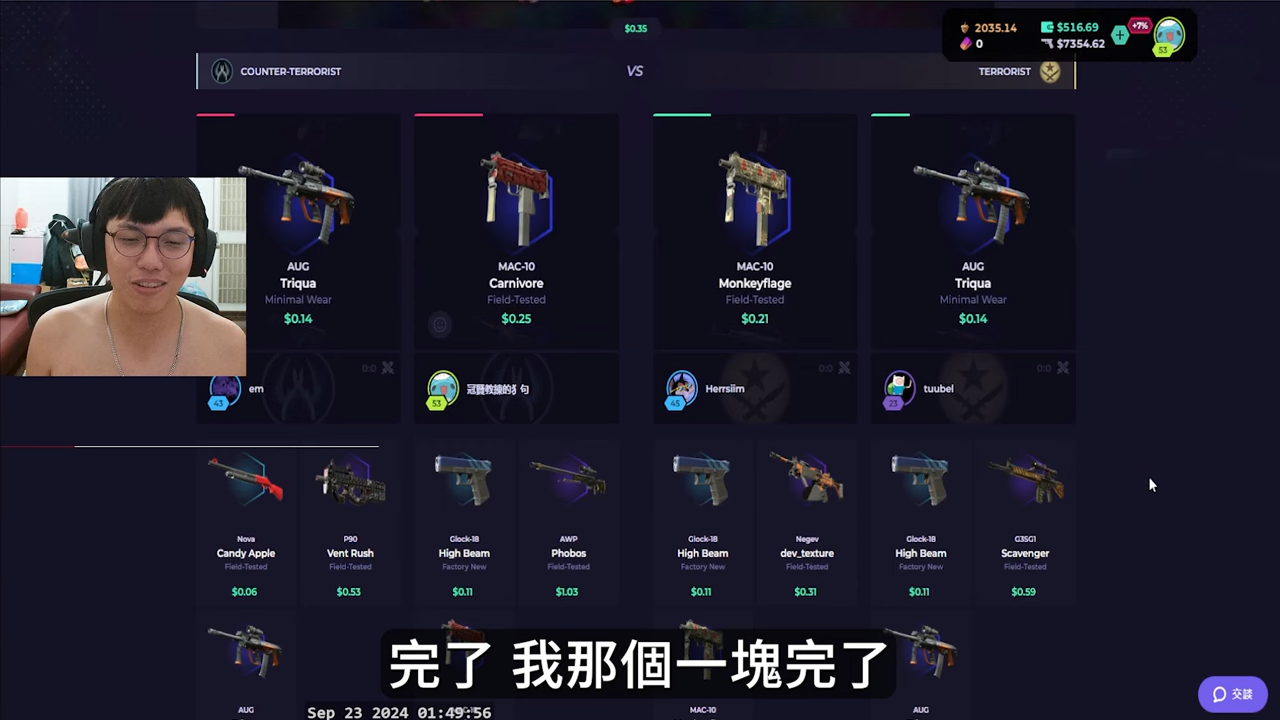 $0.35
2035.14
$516.69
+7%
0
$7354.62
53
COUNTER-TERRORIST
VS
TERRORIST
AUG
Triqua
Minimal Wear
$0.14
MAC-10
Carnivore
Field-Tested
$0.25
MAC-10
Monkeyflage
Field-Tested
$0.21
AUG
Triqua
Minimal Wear
$0.14
0:0
em
43
53
0:0
Herrsiim
45
0:0
tuubel
23
Nova
Candy Apple
Field-Tested
$0.06
P90
Vent Rush
Field-Tested
$0.53
Glock-18
High Beam
Factory New
$0.11
AWP
Phobos
Field-Tested
$1.03
Glock-18
High Beam
Factory New
$0.11
Negev
dev_texture
Field-Tested
$0.31
Glock-18
High Beam
Factory New
$0.11
G3SG1
Scavenger
Field-Tested
$0.59
完了 我那個一塊完了
AUG
MAC-10
AUG
Sep 23 2024 01:49:56
交談